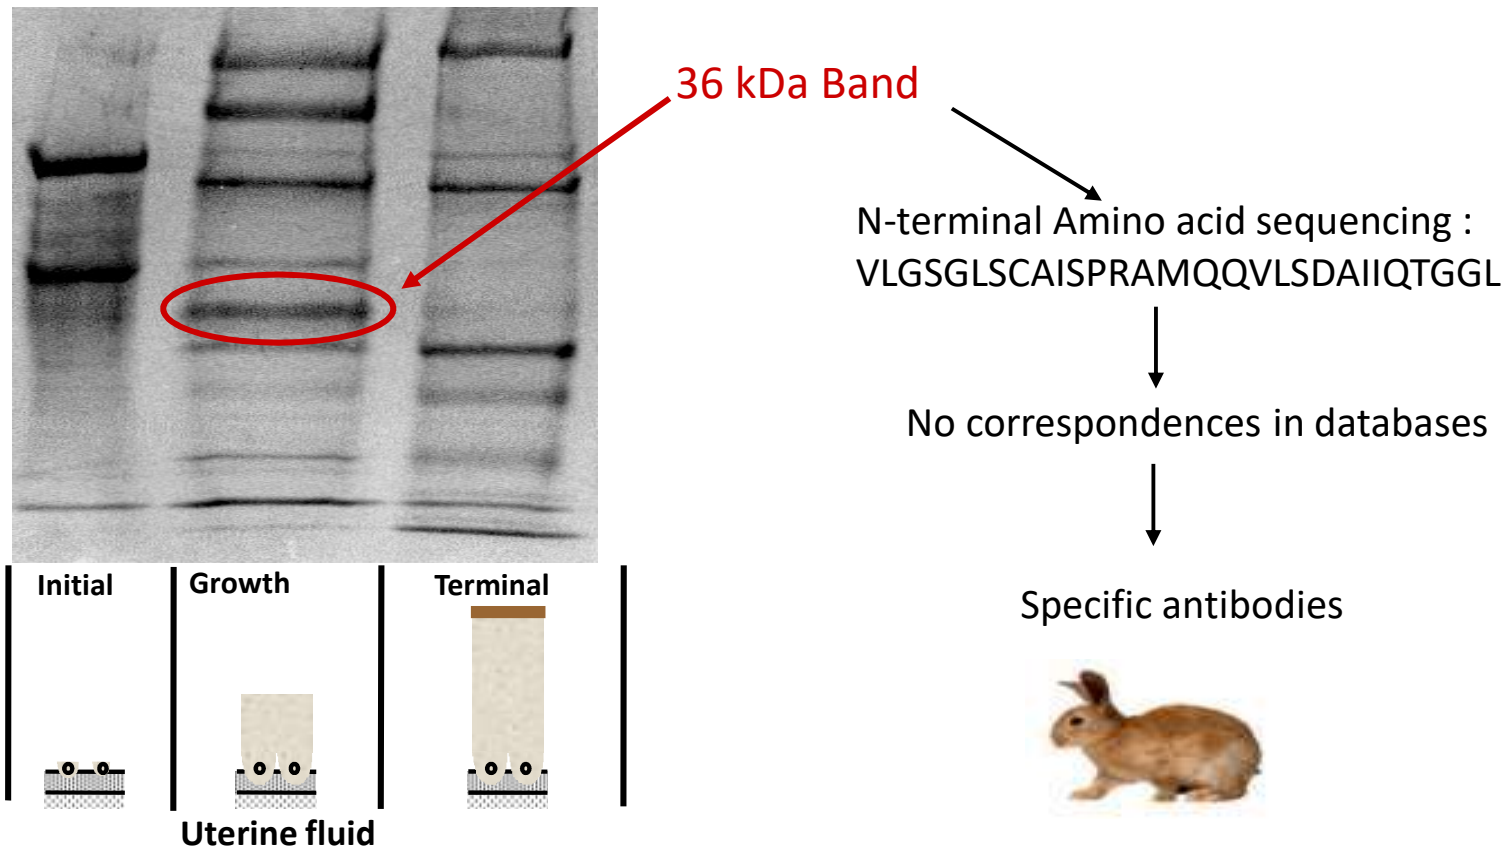 36 kDa Band
N-terminal Amino acid sequencing :
VLGSGLSCAISPRAMQQVLSDAIIQTGGL
No correspondences in databases
Specific antibodies
Initial
Growth
Terminal
Uterine fluid